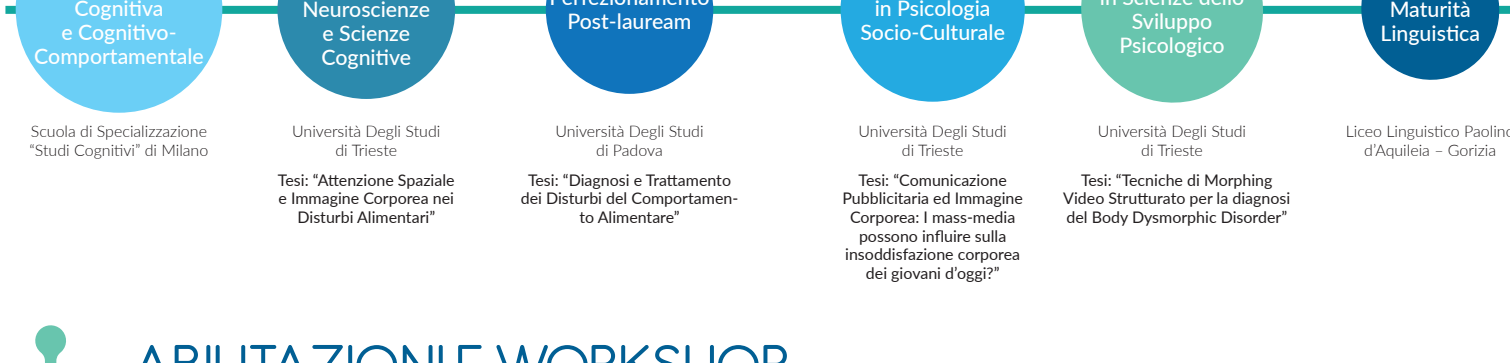 Cognitiva
e Cognitivo-
Comportamentale
Scuola di Specializzazione
“Studi Cognitivi” di Milano
Neuroscienze
e Scienze
Cognitive
Università Degli Studi
di Trieste
Tesi: “Attenzione Spaziale
e Immagine Corporea nei
Disturbi Alimentari”
Perfezionamento
Post-lauream
Università Degli Studi
di Padova
Tesi: “Diagnosi e Trattamento
dei Disturbi del Comportamen-
to Alimentare”
in Psicologia
Socio-Culturale
Università Degli Studi
di Trieste
Tesi: “Comunicazione
Pubblicitaria ed Immagine
Corporea: I mass-media
possono influire sulla
insoddisfazione corporea
dei giovani d’oggi?”
in Scienze dello
Sviluppo
Psicologico
Università Degli Studi
di Trieste
Tesi: “Tecniche di Morphing
Video Strutturato per la diagnosi
del Body Dysmorphic Disorder”
Maturità
Linguistica
Liceo Linguistico Paolino
d’Aquileia – Gorizia
ABILITAZIONI E WORKSHOP